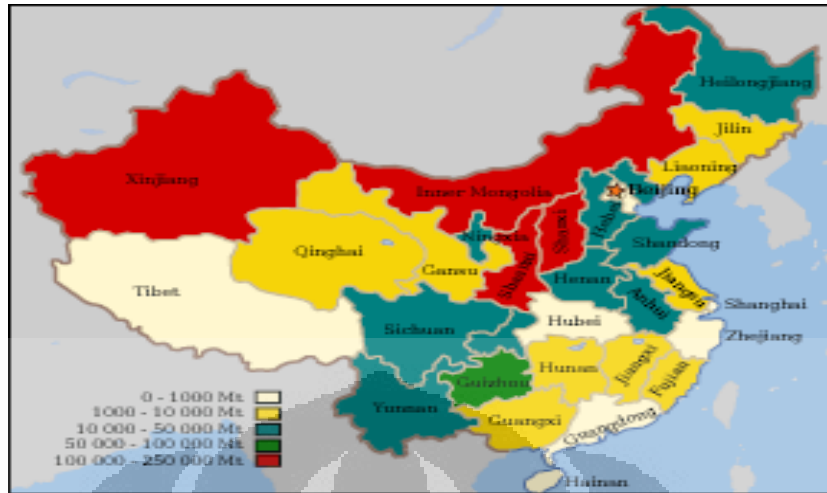 Heilongjiang
Jilin
Liaoning
Xinjiang
Inner Mongolia
Beijing
Hebei
Ningxia
Shanxi
Shandong
Qinghai
Gansu
Shaanxi
Henan
Jiangsu
Tibet
Anhui
Shanghai
Sichuan
Hubei
Zhejiang
Guizhou
Hunan
Jiangxi
Fujian
Yunnan
Guangxi
Guangdong
Hainan
0 - 1000 Mt.
1000 - 10 000 Mt.
10 000 - 50 000 Mt.
50 000 - 100 000 Mt.
100 000 - 250 000 Mt.